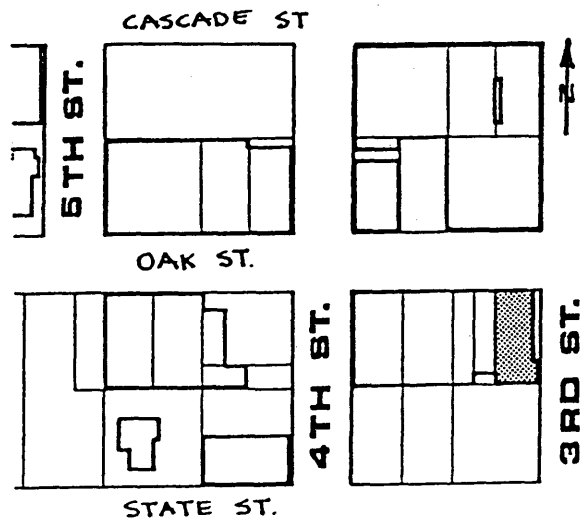 CASCADE ST
5TH ST.
N
OAK ST.
4TH ST.
3RD ST.
STATE ST.